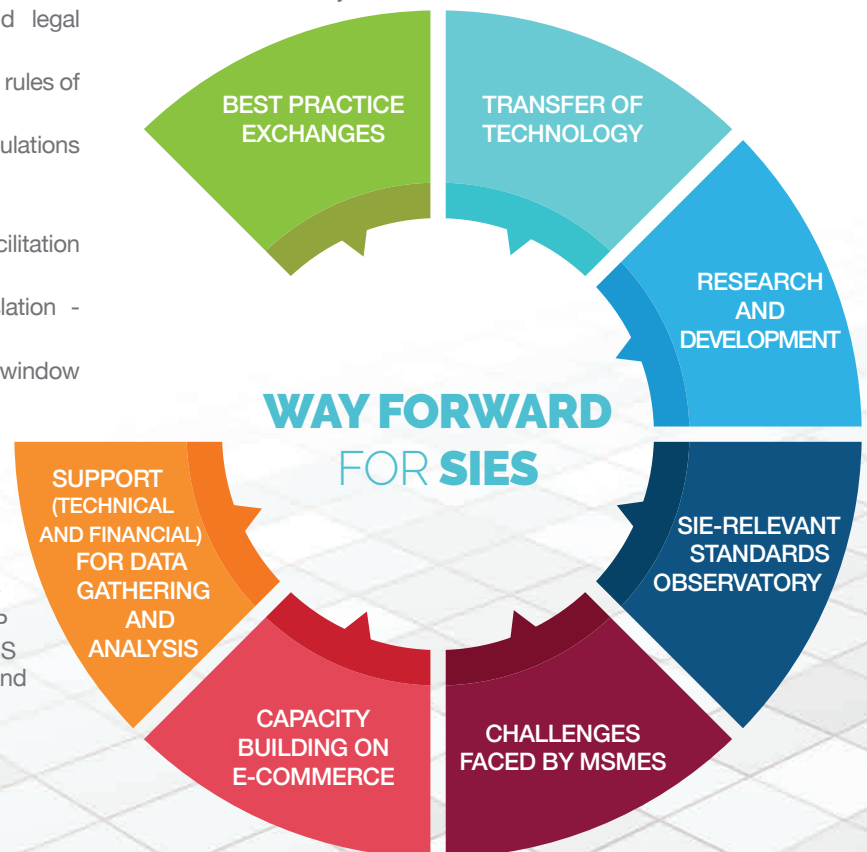 d legal
rules of
ulations
cilitation
lation -
window
P
S
nd
BEST PRACTICE
EXCHANGES
TRANSFER OF
TECHNOLOGY
RESEARCH
AND
DEVELOPMENT
SIE-RELEVANT
STANDARDS
OBSERVATORY
CHALLENGES
FACED BY MSMES
CAPACITY
BUILDING ON
E-COMMERCE
SUPPORT
(TECHNICAL
AND FINANCIAL)
FOR DATA
GATHERING
AND
ANALYSIS
WAY FORWARD
FOR SIES